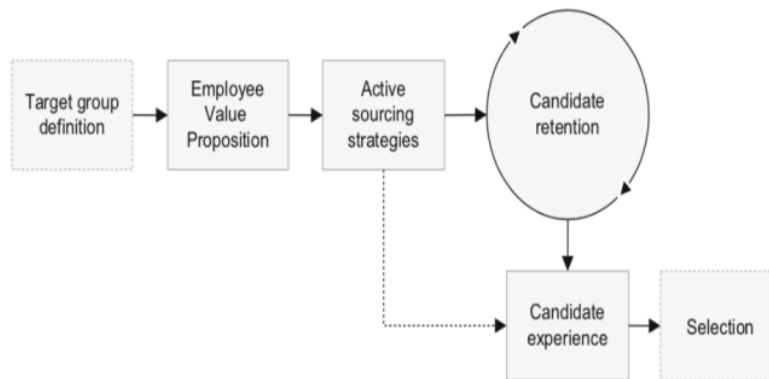 Target group
definition
Employee
Value
Proposition
Active
sourcing
strategies
Candidate
retention
Candidate
experience
Selection